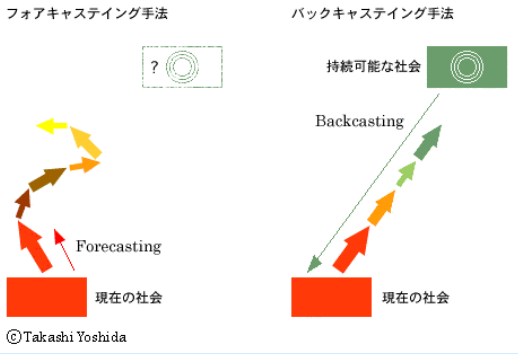 フォアキャステイング手法
?
Forecasting
現在の社会
バックキャステイング手法
持続可能な社会
Backcasting
現在の社会
©Takashi Yoshida